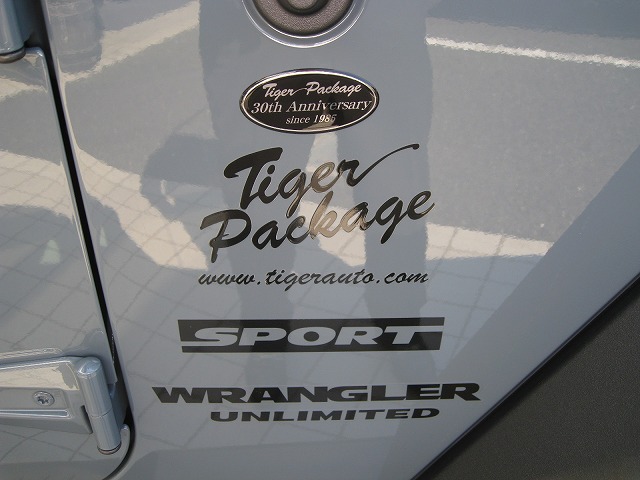 Tiger Package
30th Anniversary
since 1985
Tiger
Package
www.tigerauto.com
SPORT
WRANGLER
UNLIMITED